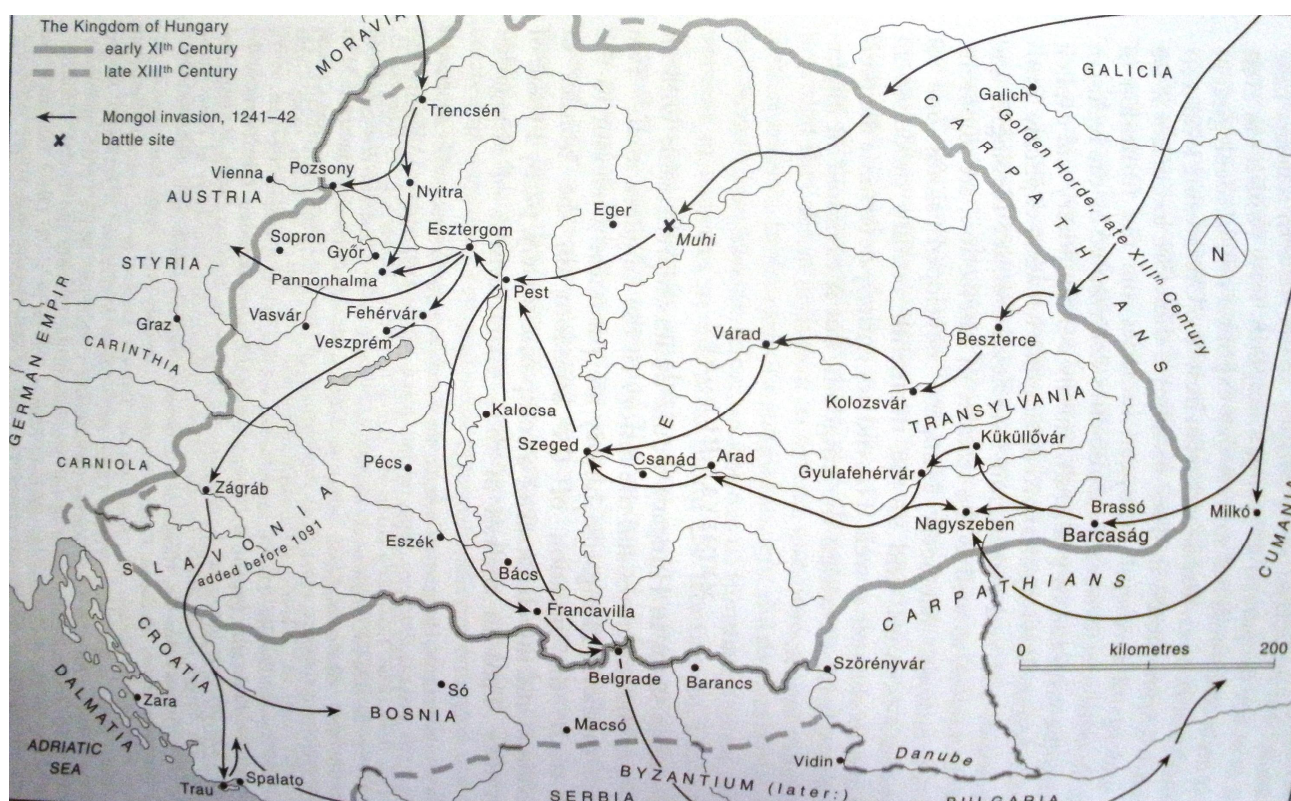 The Kingdom of Hungary
early XIth Century
late XIIIth Century
Mongol invasion, 1241–42
battle site
MORAVIA
GALICIA
Galich
CARPATHIANS
Golden Horde, late XIIIth Century
Trencsén
Vienna
Pozsony
Nyitra
AUSTRIA
Eger
Muhi
Esztergom
Sopron
Győr
Pannonhalma
N
STYRIA
Pest
GERMAN EMPIR
Graz
Vasvár
Fehérvár
Veszprém
Várad
Beszterce
CARINTHIA
Kolozsvár
TRANSYLVANIA
Kalocsa
E
Szeged
Csanád
Arad
Küküllővár
Gyulafehérvár
Pécs
CARNIOLA
Zágráb
Nagyszeben
Brassó
Barcaság
Milkó
CUMANIA
SLAVONIA
added before 1091
Eszék
Bács
Francavilla
CARPATHIANS
kilometres
0 200
CROATIA
Belgrade
Barancs
Szörényvár
DALMATIA
Zara
Só
BOSNIA
Macsó
ADRIATIC
SEA
Vidin
Danube
Trau
Spalato
BYZANTIUM (later:)
SERBIA
BULGARIA